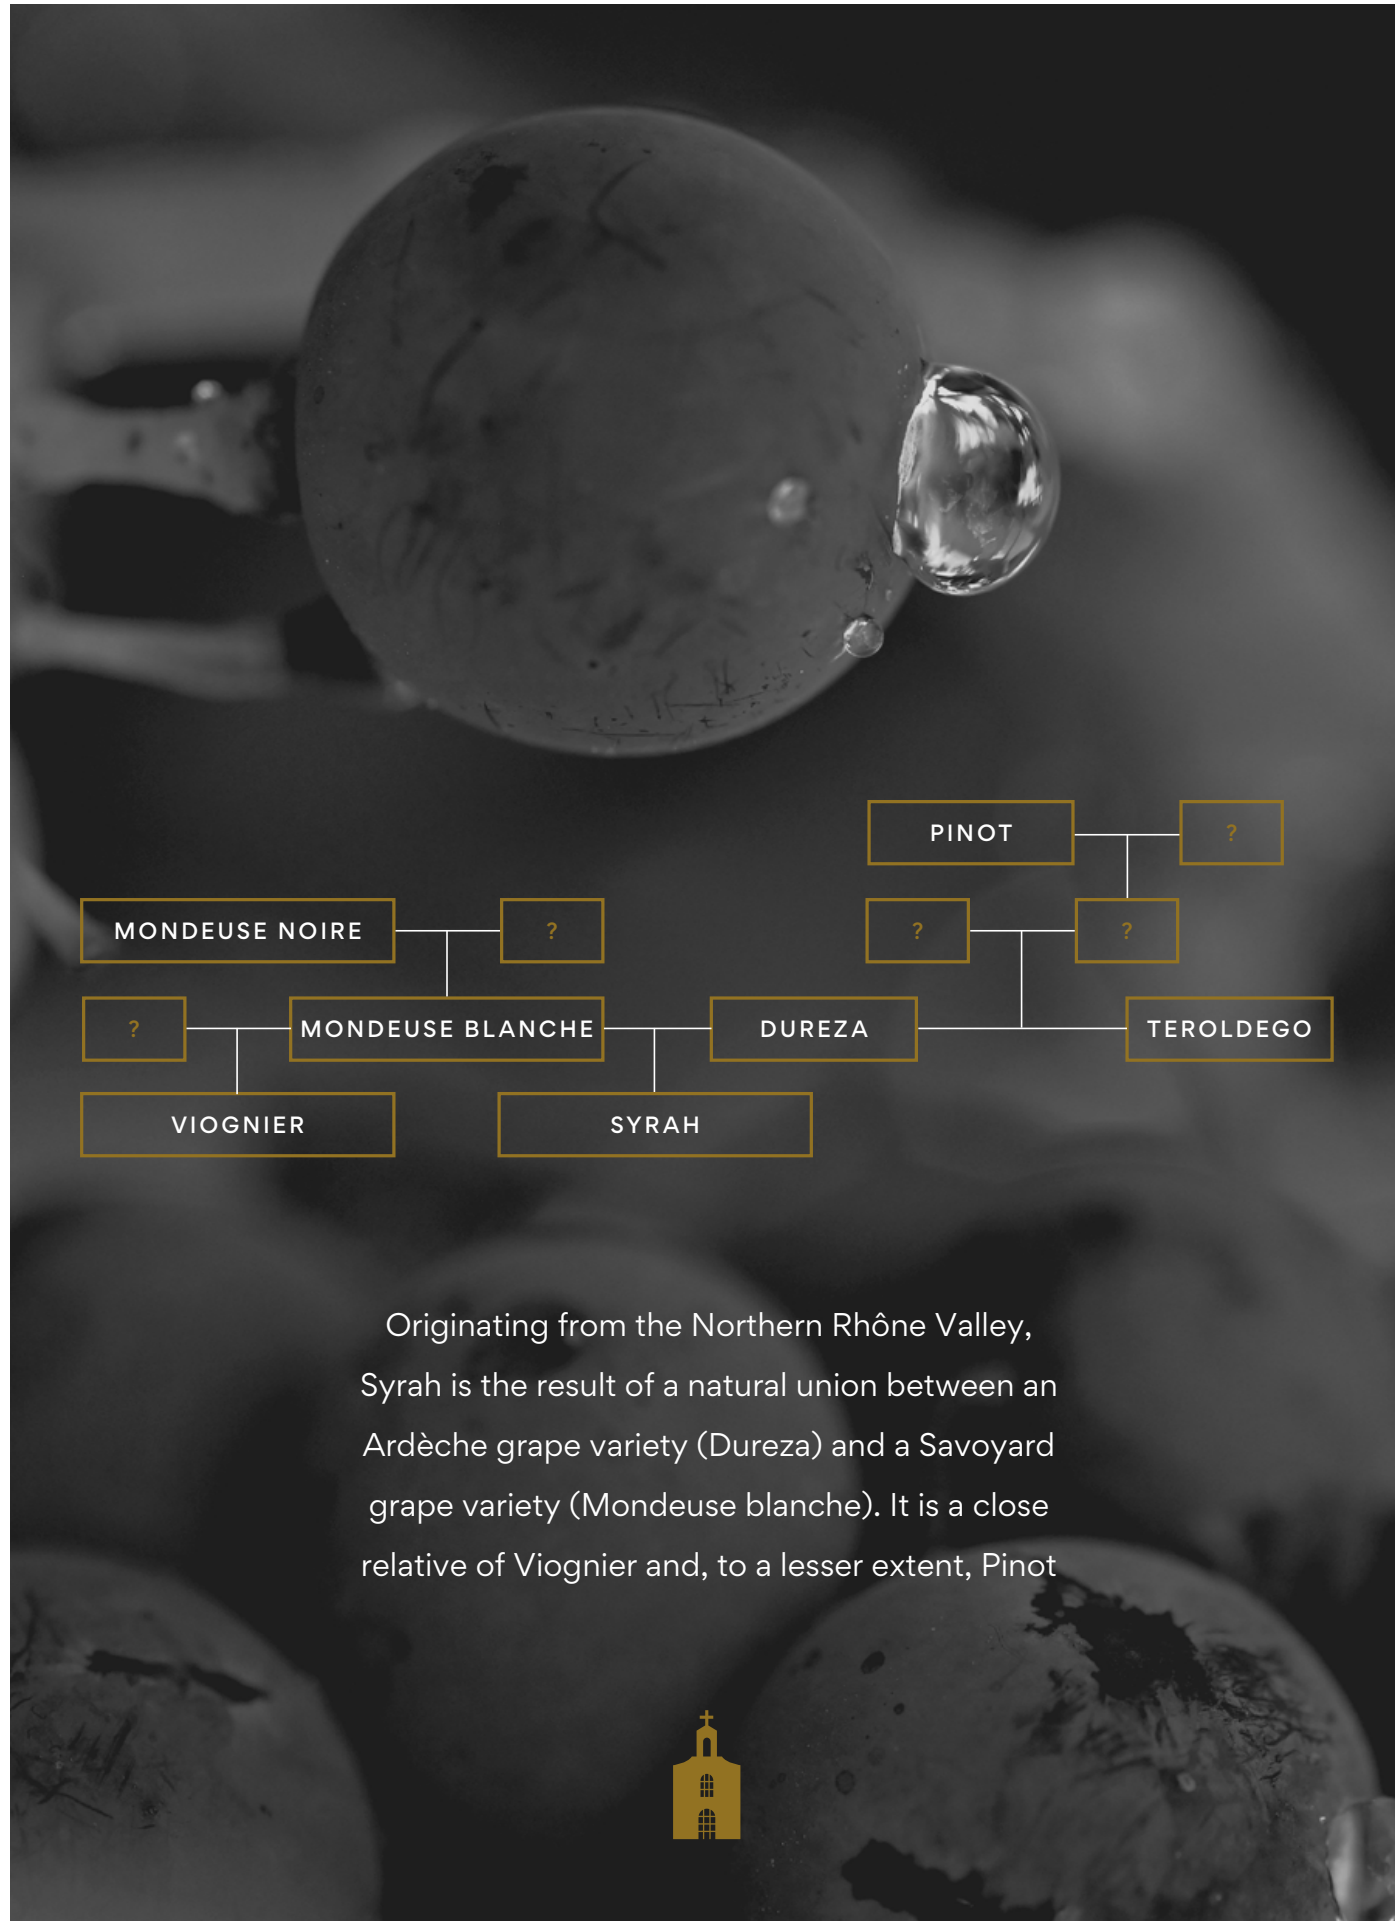 PINOT ?
MONDEUSE NOIRE ? ? ?
? MONDEUSE BLANCHE DUREZA TEROLDEGO
VIOGNIER SYRAH
Originating from the Northern Rhône Valley,
Syrah is the result of a natural union between an
Ardèche grape variety (Dureza) and a Savoyard
grape variety (Mondeuse blanche). It is a close
relative of Viognier and, to a lesser extent, Pinot